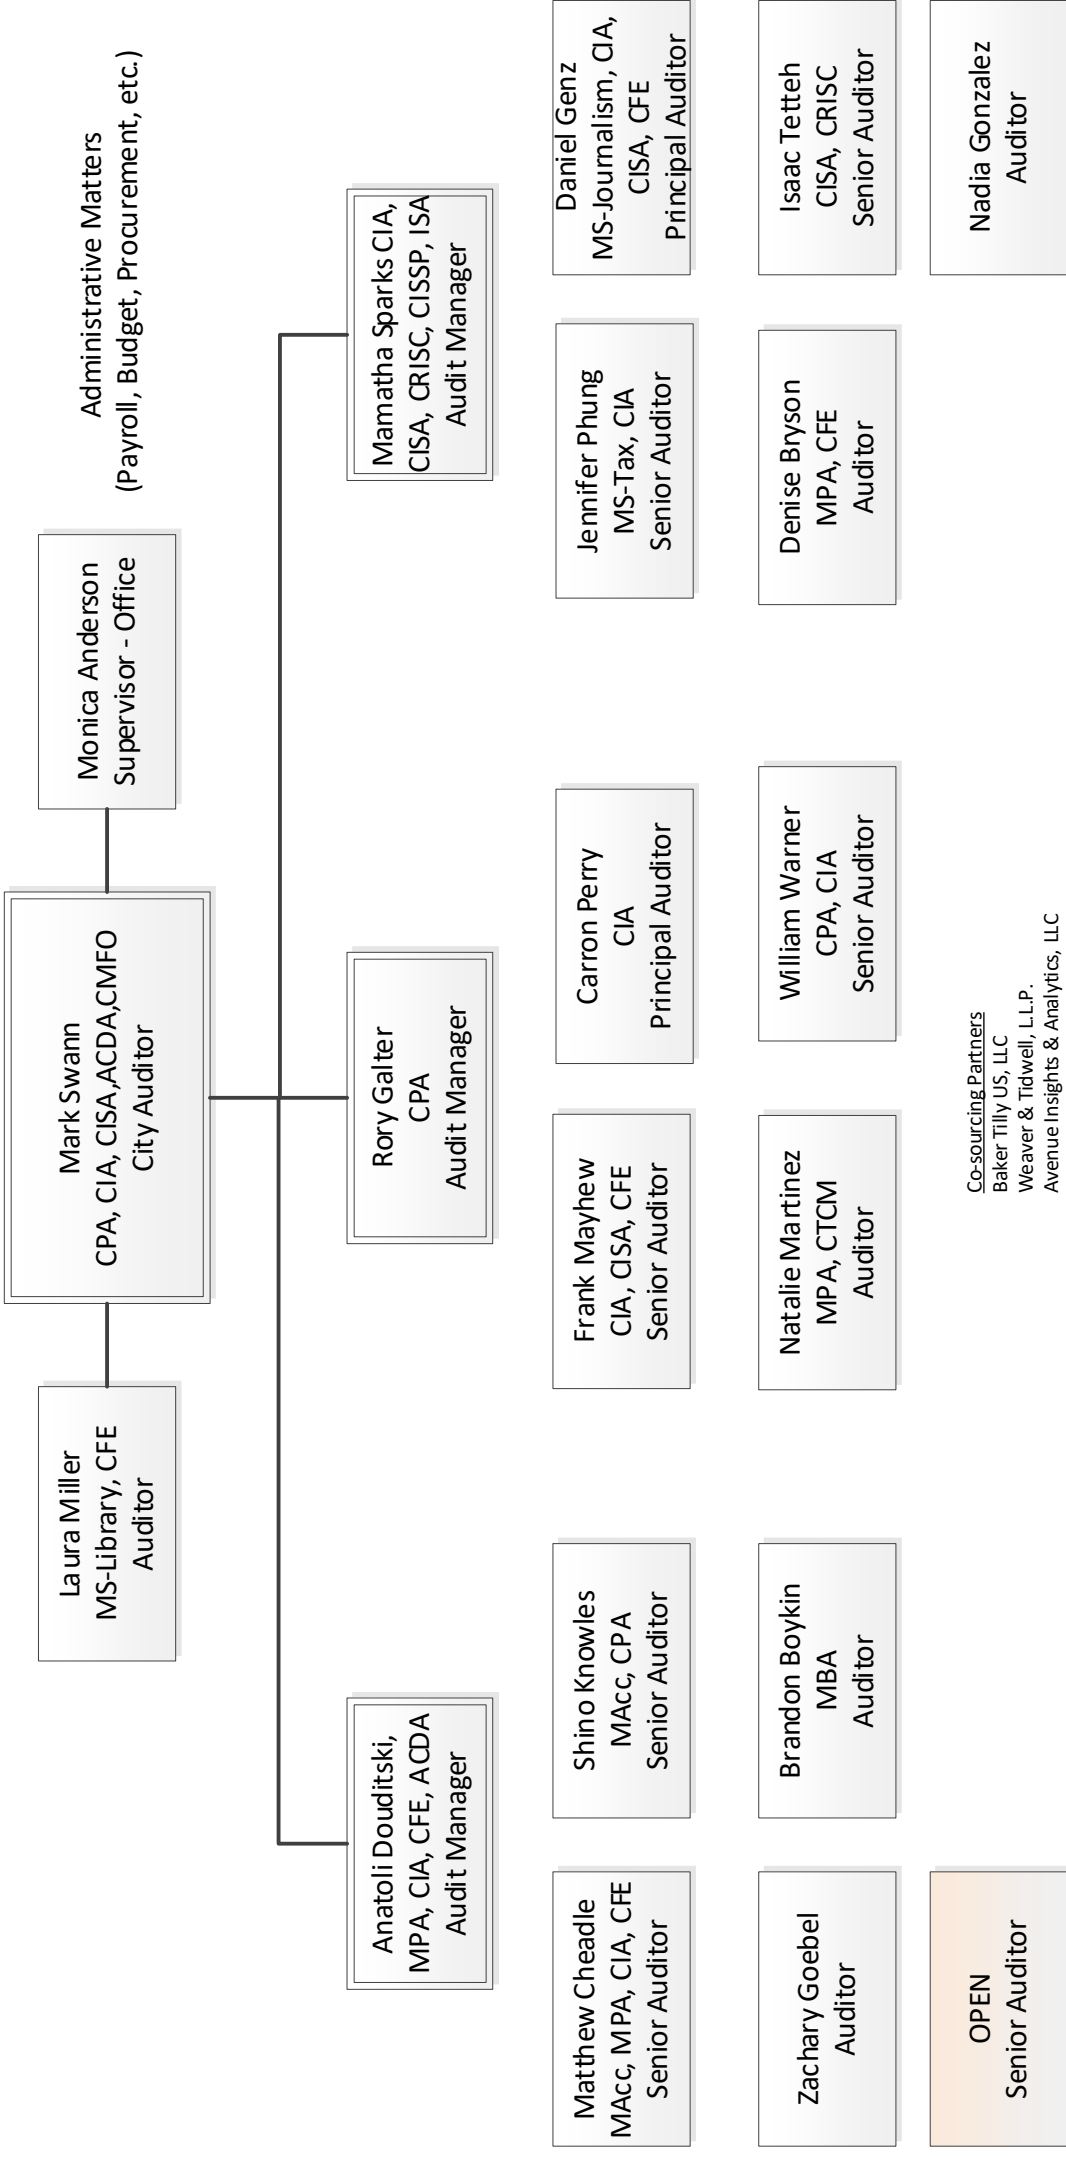 Laura Miller
MS-Library, CFE
Auditor
Mark Swann
CPA, CIA, CISA,ACDA,CMFO
City Auditor
Monica Anderson
Supervisor - Office
Administrative Matters
(Payroll, Budget, Procurement, etc.)
Anatoli Douditski,
MPA, CIA, CFE, ACDA
Audit Manager
Rory Galter
CPA
Audit Manager
Mamatha Sparks CIA,
CISA, CRISC, CISSP, ISA
Audit Manager
Matthew Cheadle
MAcc, MPA, CIA, CFE
Senior Auditor
Shino Knowles
MAcc, CPA
Senior Auditor
Frank Mayhew
CIA, CISA, CFE
Senior Auditor
Carron Perry
CIA
Principal Auditor
Jennifer Phung
MS-Tax, CIA
Senior Auditor
Daniel Genz
MS-Journalism, CIA,
CISA, CFE
Principal Auditor
Zachary Goebel
Auditor
Brandon Boykin
MBA
Auditor
Natalie Martinez
MPA, CTCM
Auditor
William Warner
CPA, CIA
Senior Auditor
Denise Bryson
MPA, CFE
Auditor
Isaac Tetteh
CISA, CRISC
Senior Auditor
OPEN
Senior Auditor
Co-sourcing Partners
Baker Tilly US, LLC
Weaver & Tidwell, L.L.P.
Avenue Insights & Analytics, LLC
Nadia Gonzalez
Auditor